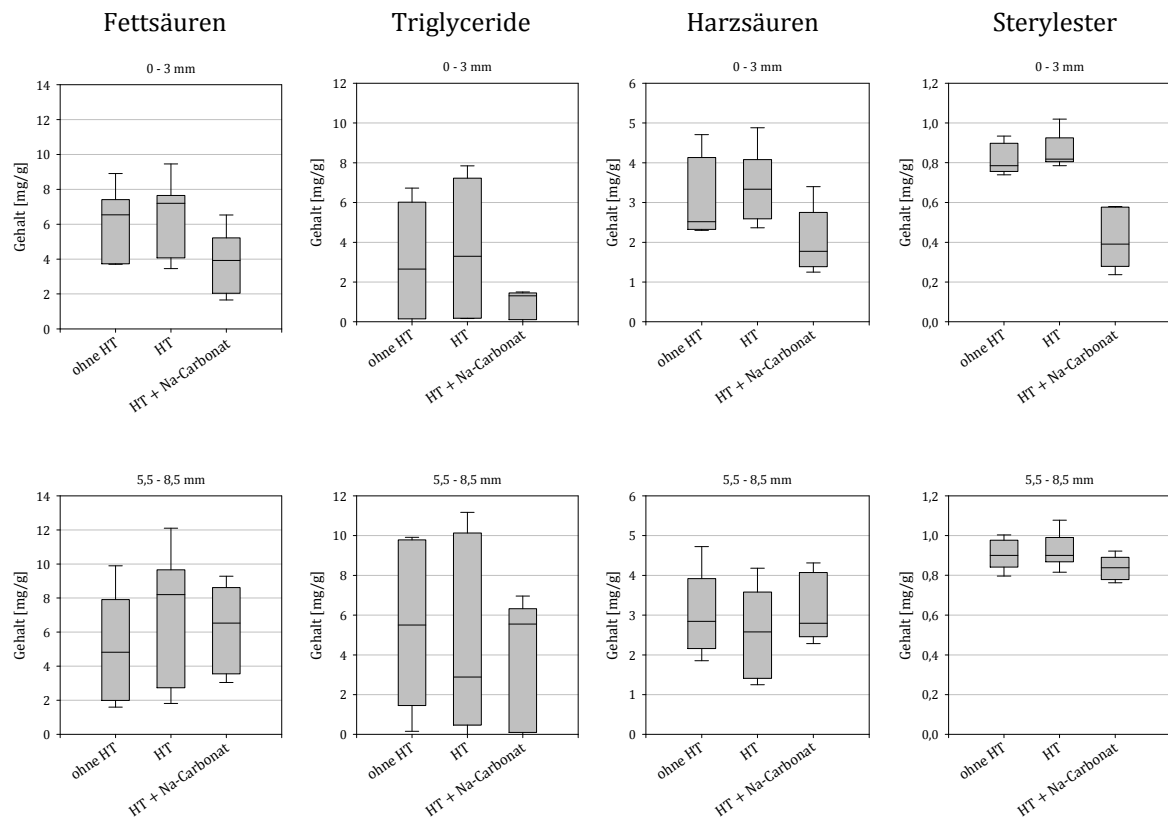 Fettsäuren
Triglyceride
Harzsäuren
Sterylester
0 - 3 mm
Gehalt [mg/g]
14
12
10
8
6
4
2
0
ohne HT
HT
HT + Na-Carbonat
0 - 3 mm
Gehalt [mg/g]
12
10
8
6
4
2
0
ohne HT
HT
HT + Na-Carbonat
0 - 3 mm
Gehalt [mg/g]
6
5
4
3
2
1
0
ohne HT
HT
HT + Na-Carbonat
0 - 3 mm
Gehalt [mg/g]
1,2
1,0
0,8
0,6
0,4
0,2
0,0
ohne HT
HT
HT + Na-Carbonat
5,5 - 8,5 mm
Gehalt [mg/g]
14
12
10
8
6
4
2
0
ohne HT
HT
HT + Na-Carbonat
5,5 - 8,5 mm
Gehalt [mg/g]
12
10
8
6
4
2
0
ohne HT
HT
HT + Na-Carbonat
5,5 - 8,5 mm
Gehalt [mg/g]
6
5
4
3
2
1
0
ohne HT
HT
HT + Na-Carbonat
5,5 - 8,5 mm
Gehalt [mg/g]
1,2
1,0
0,8
0,6
0,4
0,2
0,0
ohne HT
HT
HT + Na-Carbonat